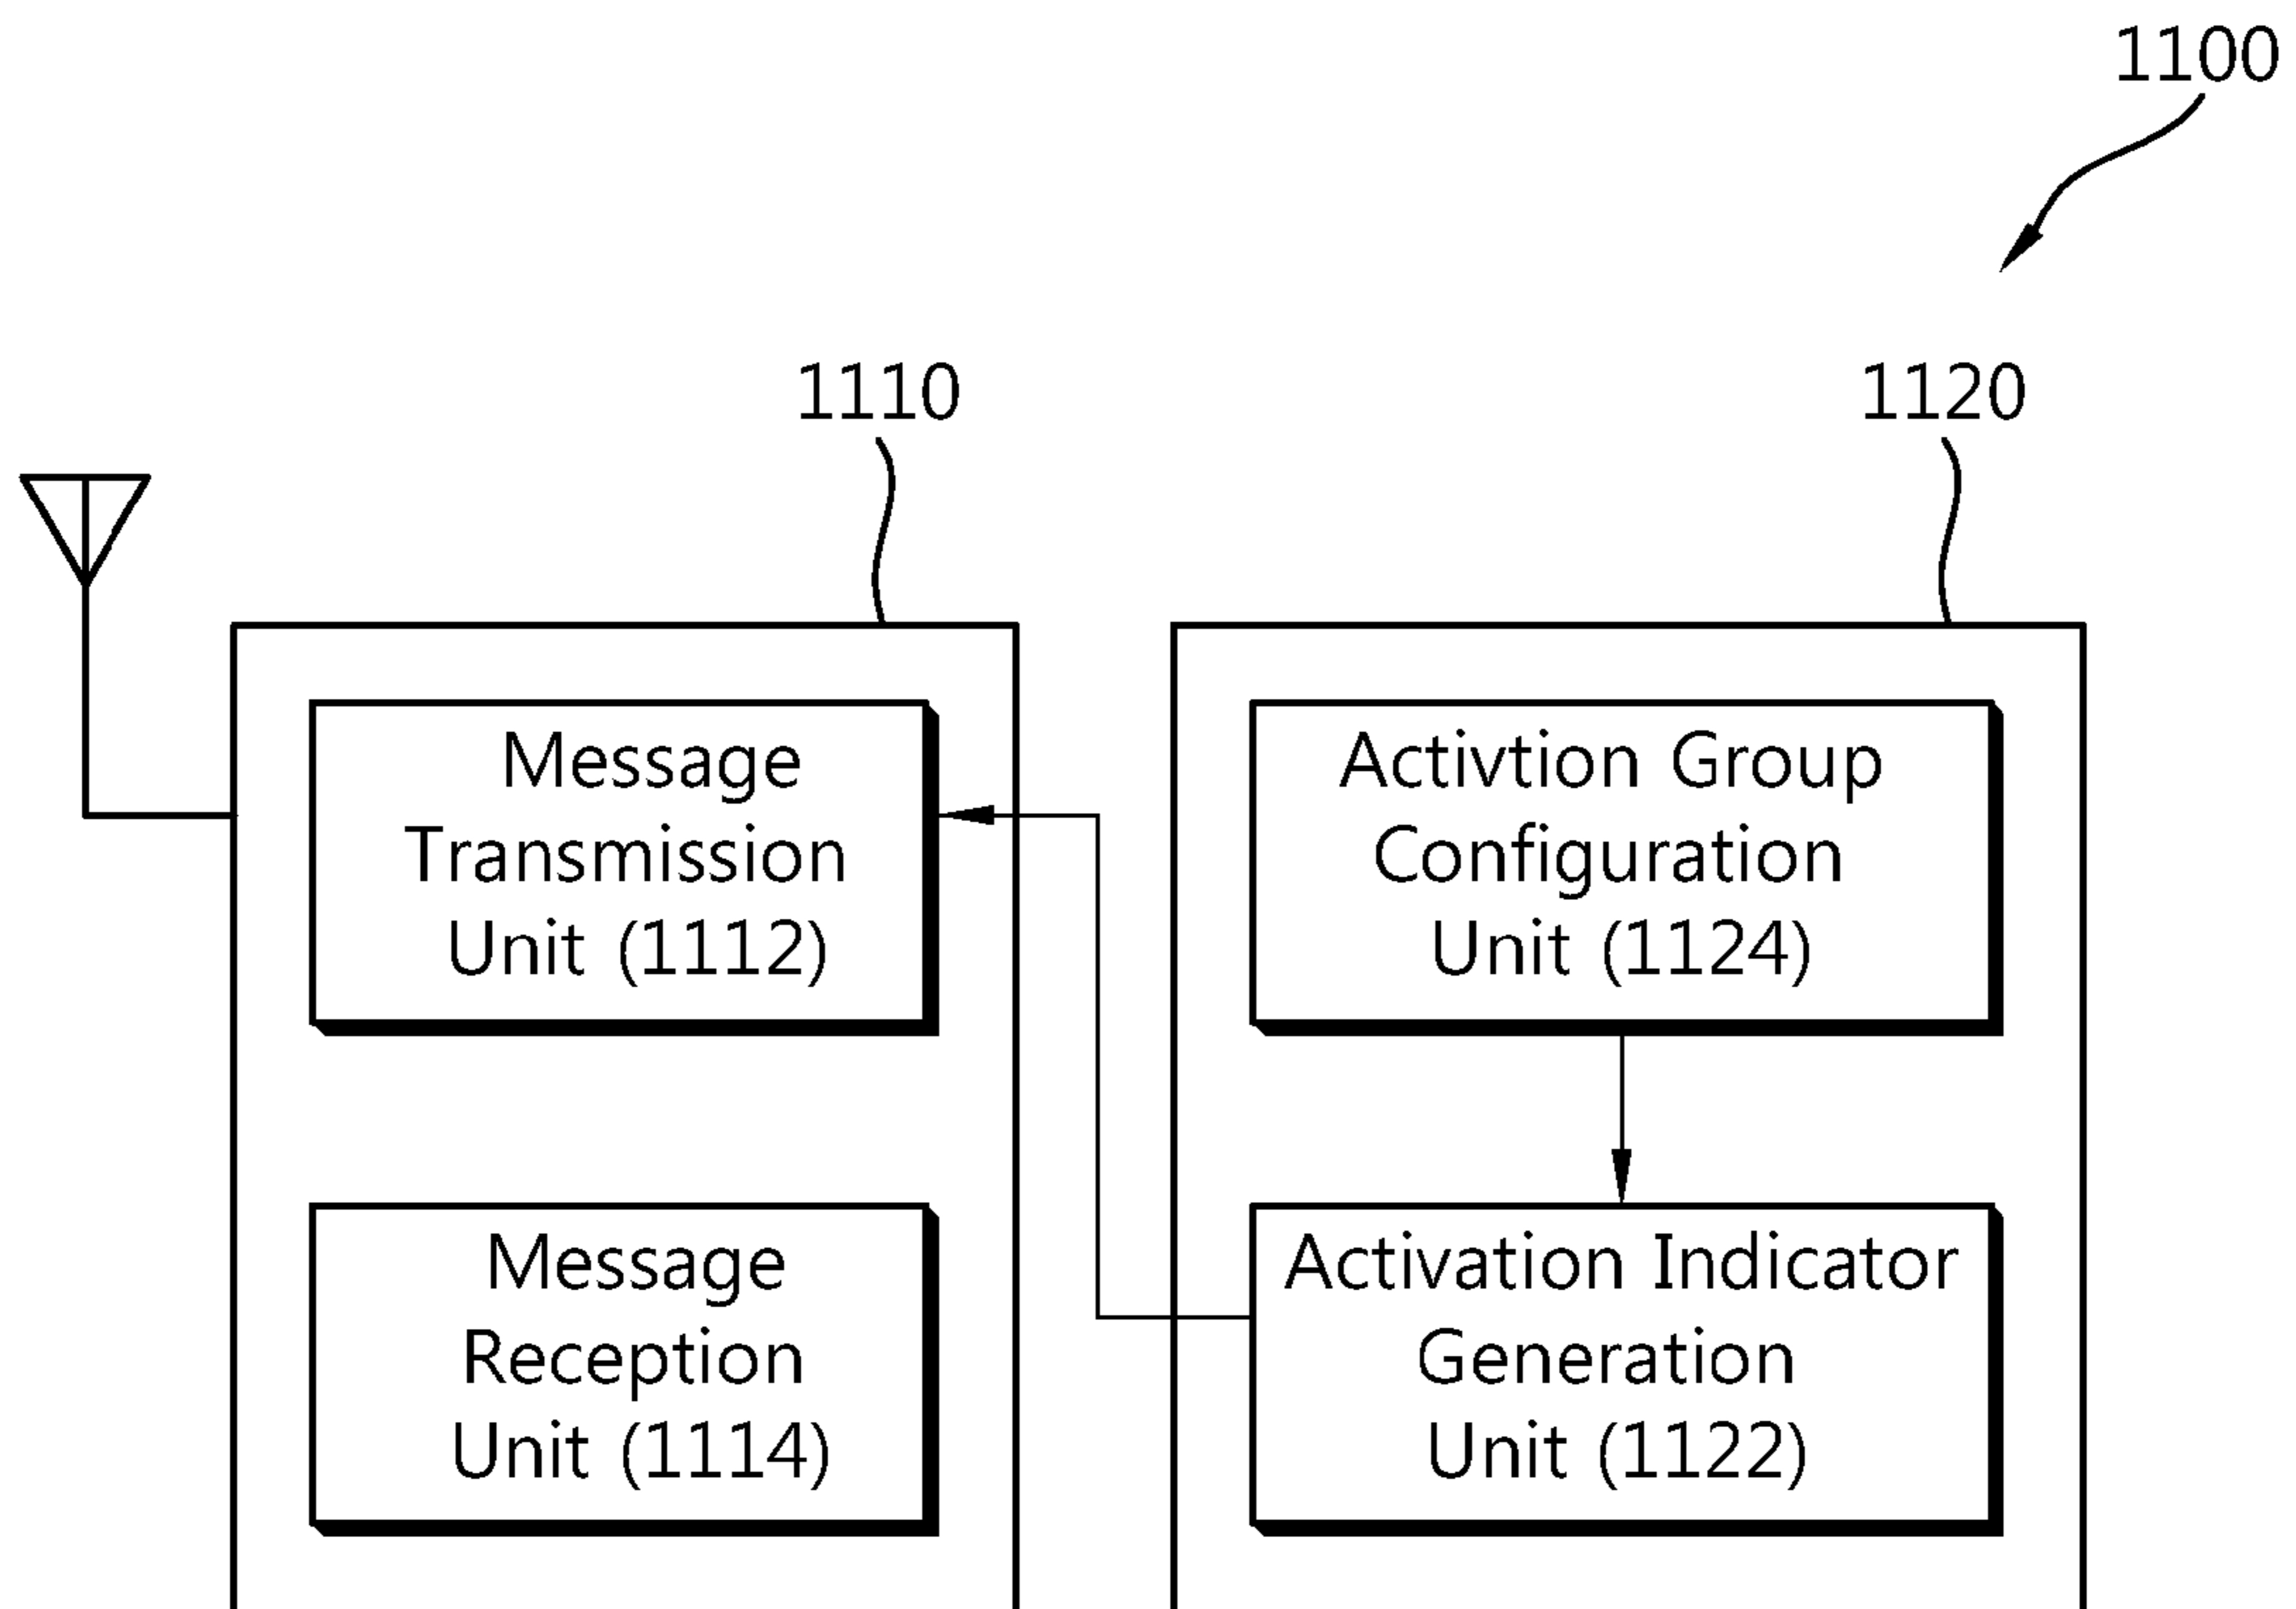 1100
1110
1120
Message
Transmission
Unit (1112)
Activtion Group
Configuration
Unit (1124)
Message
Reception
Unit (1114)
Activation Indicator
Generation
Unit (1122)